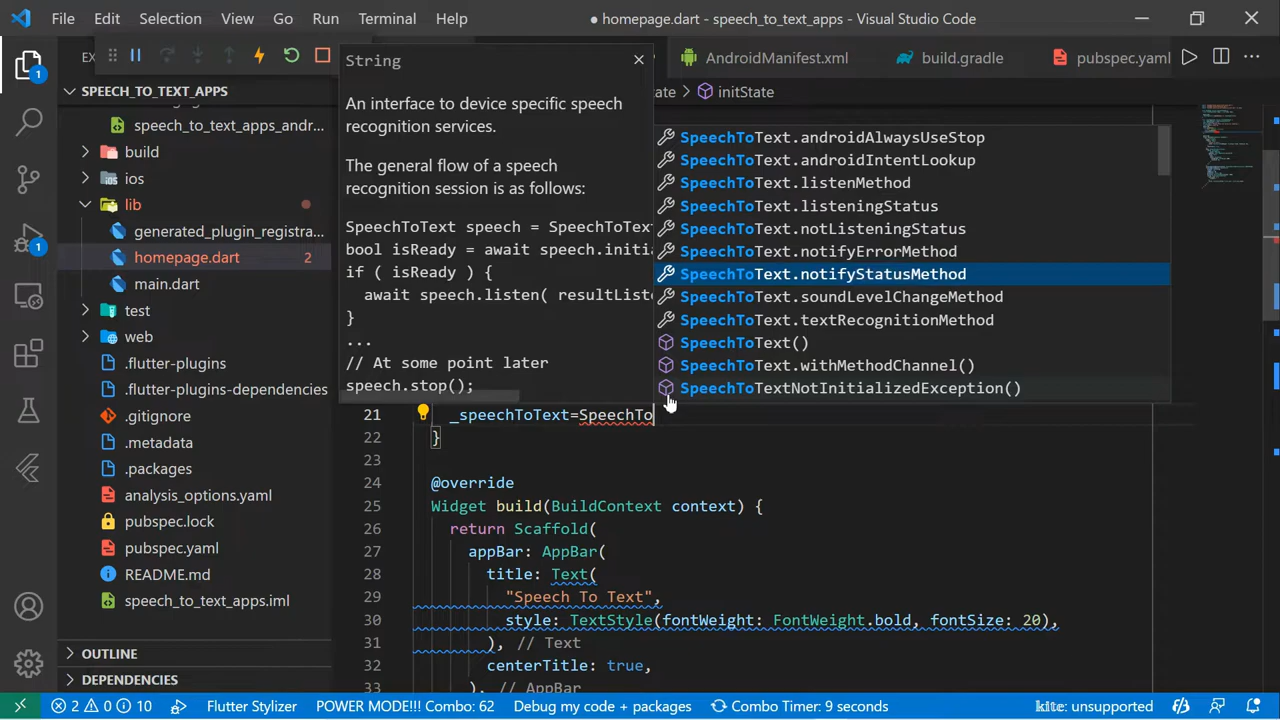 File Edit Selection View Go Run Terminal Help
● homepage.dart - speech_to_text_apps - Visual Studio Code
EX
AndroidManifest.xml
build.gradle
pubspec.yaml
initState
1
1
SPEECH_TO_TEXT_APPS
speech_to_text_apps_andr...
build
ios
lib
generated_plugin_registra...
homepage.dart 2
main.dart
test
web
.flutter-plugins
.flutter-plugins-dependencies
.gitignore
.metadata
.packages
analysis_options.yaml
pubspec.lock
pubspec.yaml
README.md
speech_to_text_apps.iml
OUTLINE
DEPENDENCIES
String
An interface to device specific speech
recognition services.
The general flow of a speech
recognition session is as follows:
SpeechToText speech = SpeechToText
bool isReady = await speech.initi
if ( isReady ) {
await speech.listen( resultListe
}
...
// At some point later
speech.stop();
SpeechToText.androidAlwaysUseStop
SpeechToText.androidIntentLookup
SpeechToText.listenMethod
SpeechToText.listeningStatus
SpeechToText.notListeningStatus
SpeechToText.notifyErrorMethod
SpeechToText.notifyStatusMethod
SpeechToText.soundLevelChangeMethod
SpeechToText.textRecognitionMethod
SpeechToText()
SpeechToText.withMethodChannel()
SpeechToTextNotInitializedException()
21 _speechToText=SpeechTo
22 }
23
24 @override
25 Widget build(BuildContext context) {
26 return Scaffold(
27 appBar: AppBar(
28 title: Text(
29 "Speech To Text",
30 style: TextStyle(fontWeight: FontWeight.bold, fontSize: 20),
31 ), // Text
32 centerTitle: true,
33 ), // AppBar
2 0 10 Flutter Stylizer POWER MODE!!! Combo: 62 Debug my code + packages Combo Timer: 9 seconds kite: unsupported